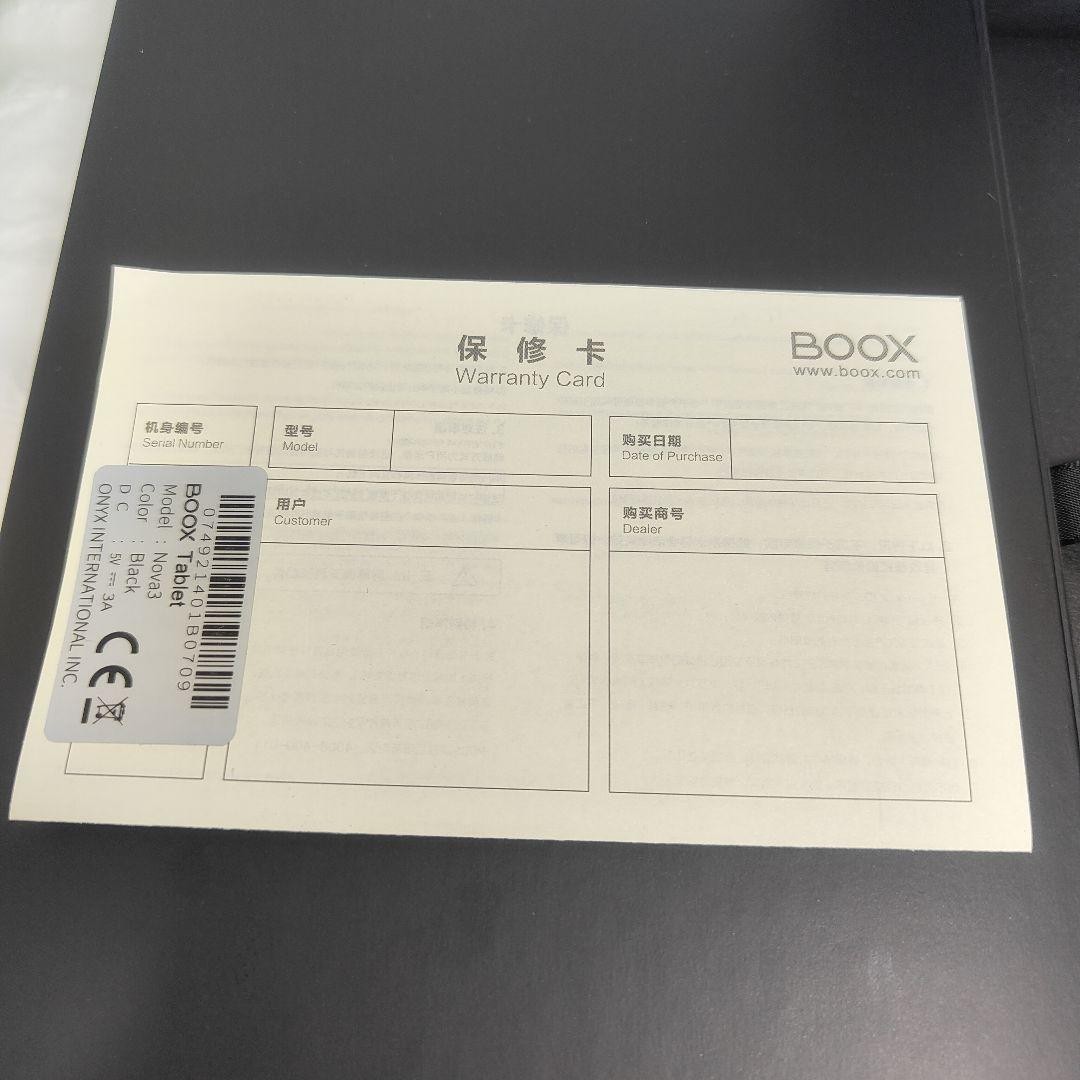 保修卡
Warranty Card
BOOX
www.boox.com
机身编号
Serial Number
型号
Model
购买日期
Date of Purchase
用户
Customer
购买商号
Dealer
074921401B0709
BOOX Tablet
Model : Nova3
Color : Black
D C : 5V ⎓ 3A
ONYX INTERNATIONAL INC.
CE